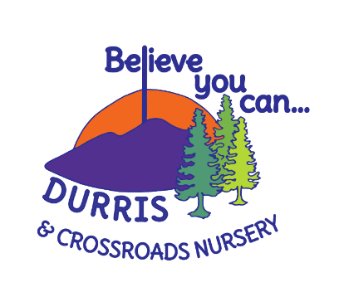 Believe
you
can...
DURRIS
& CROSSROADS NURSERY